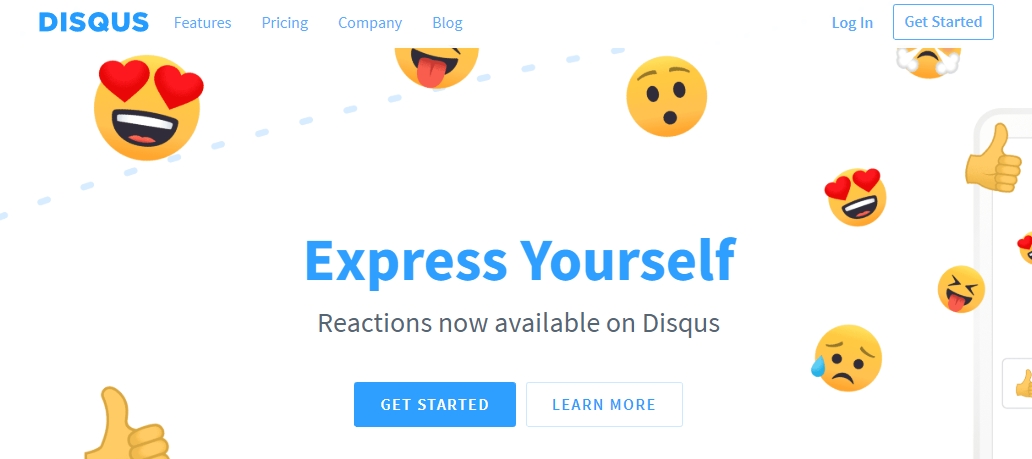 DISQUS Features Pricing Company Blog Log In Get Started
Express Yourself
Reactions now available on Disqus
GET STARTED LEARN MORE